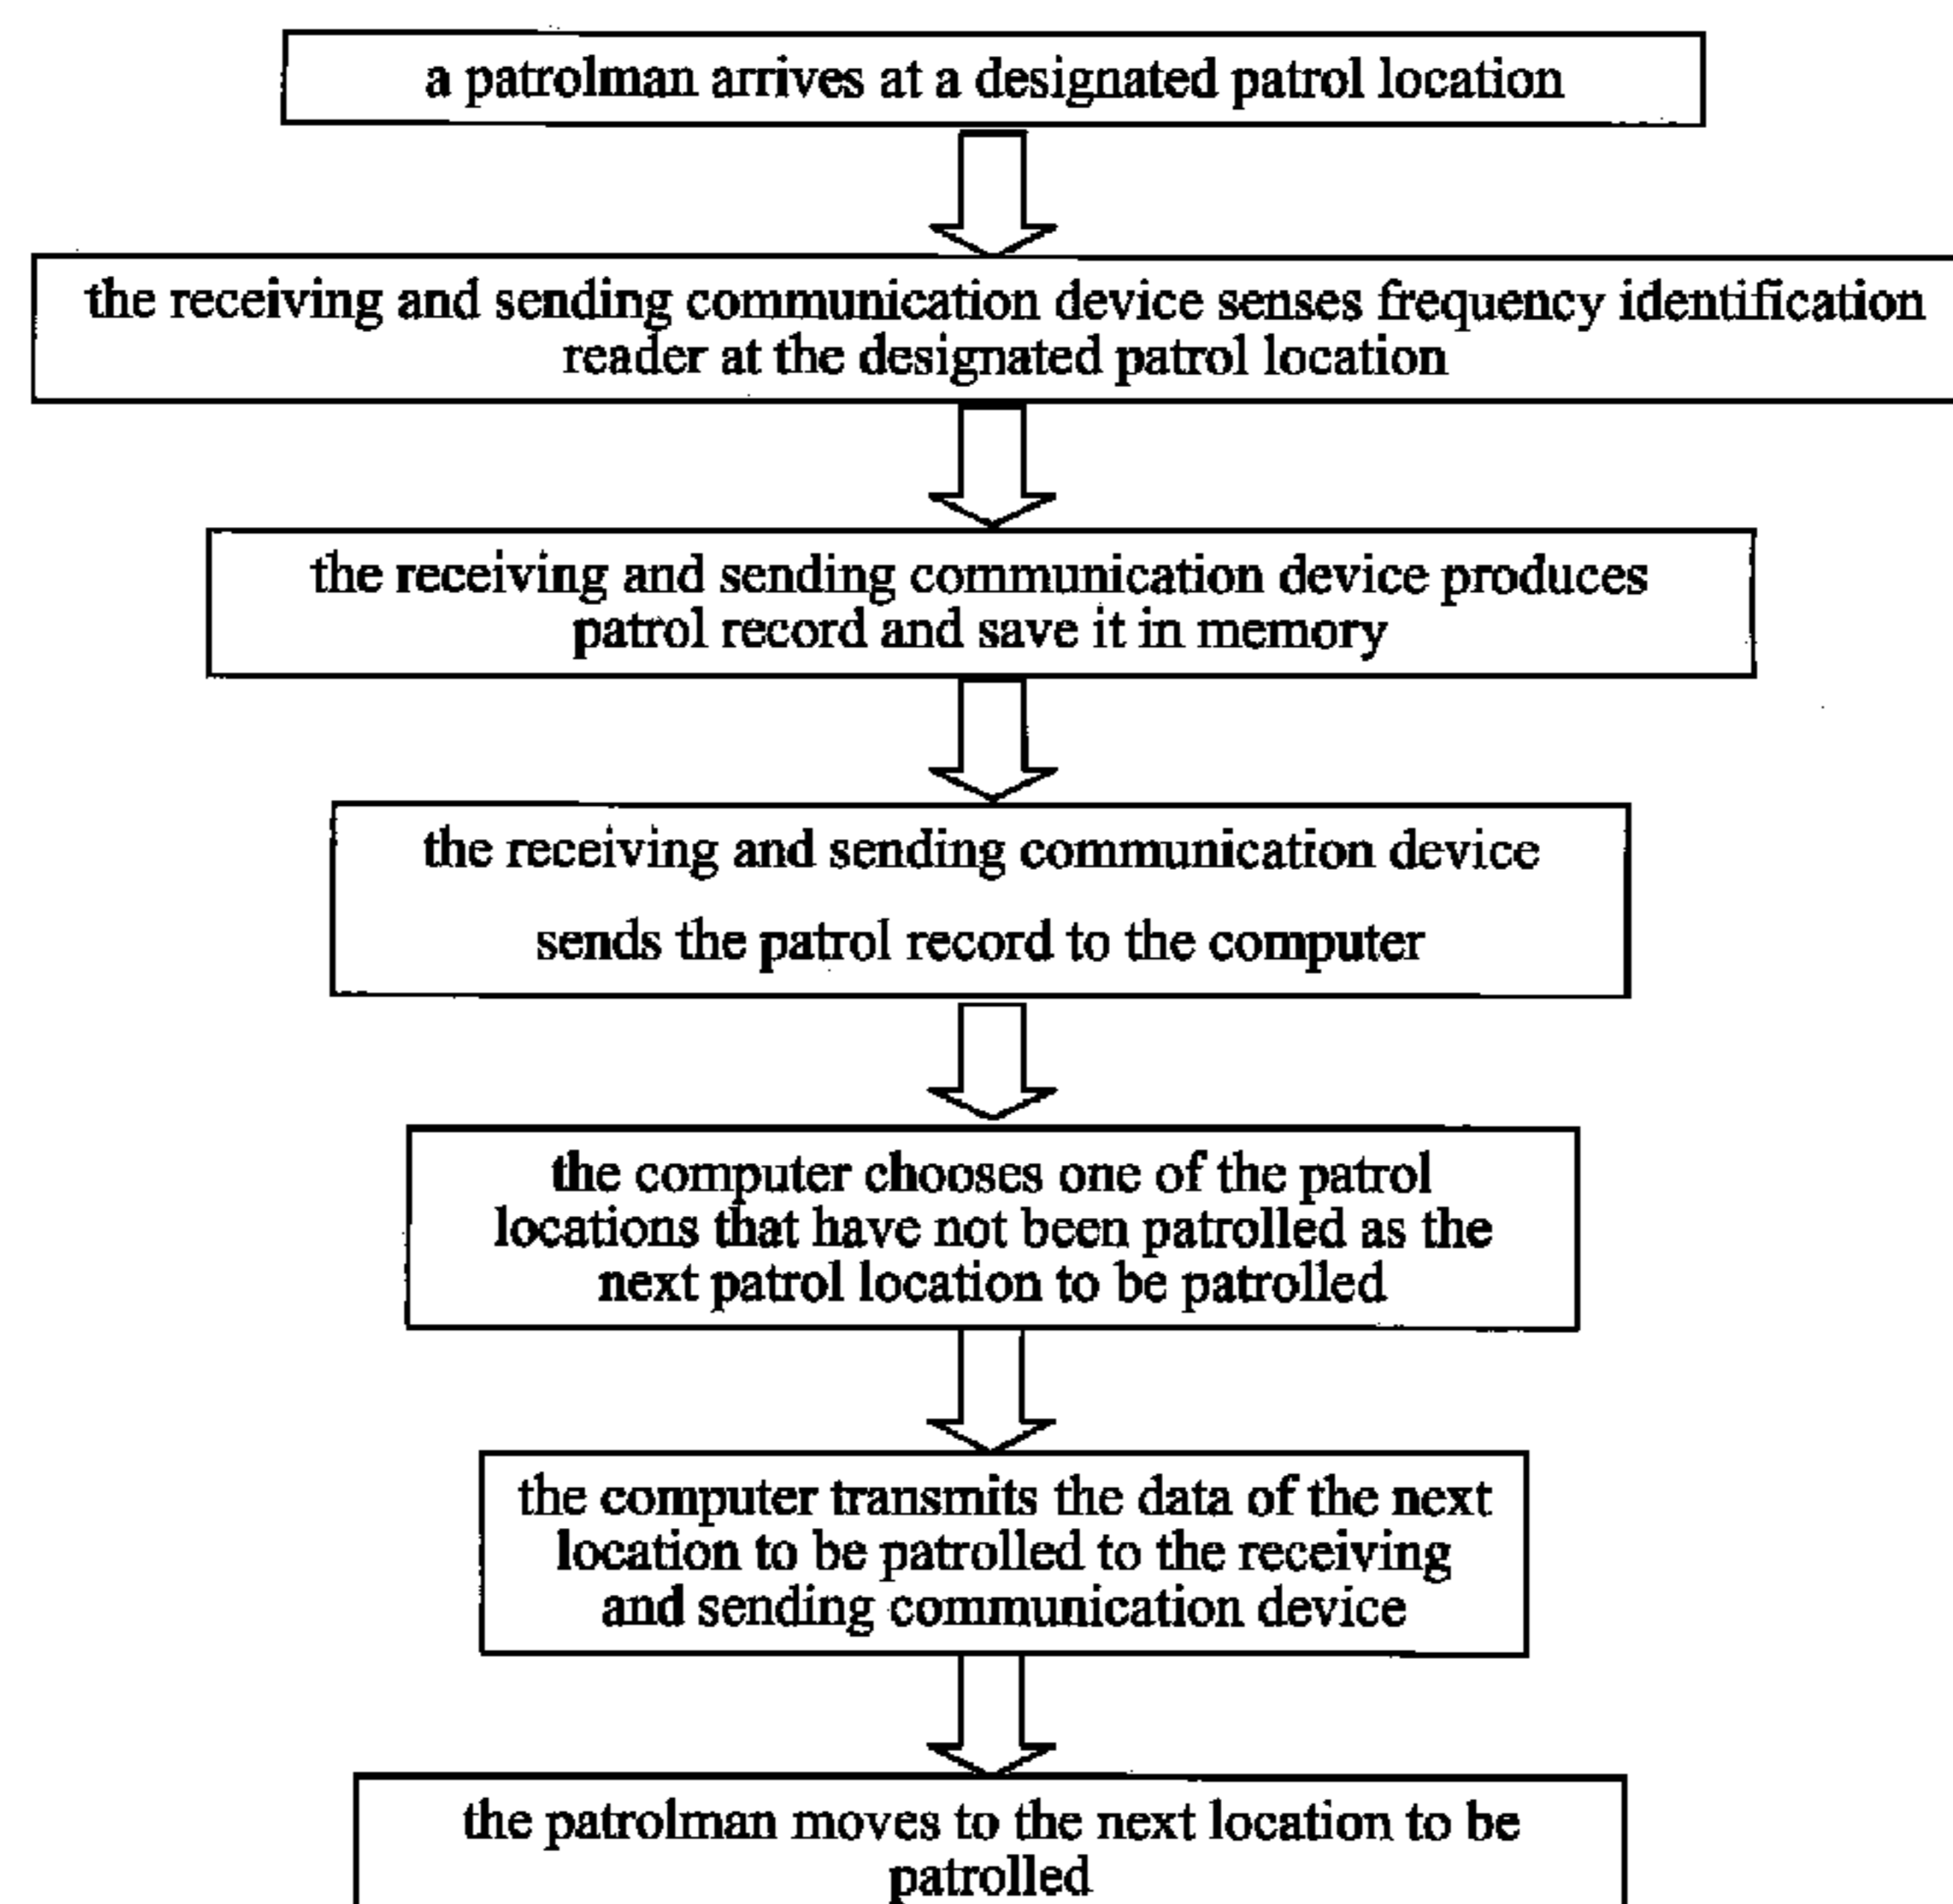 a patrolman arrives at a designated patrol location
the receiving and sending communication device senses frequency identification
reader at the designated patrol location
the receiving and sending communication device produces
patrol record and save it in memory
the receiving and sending communication device
sends the patrol record to the computer
the computer chooses one of the patrol
locations that have not been patrolled as the
next patrol location to be patrolled
the computer transmits the data of the next
location to be patrolled to the receiving
and sending communication device
the patrolman moves to the next location to be
patrolled